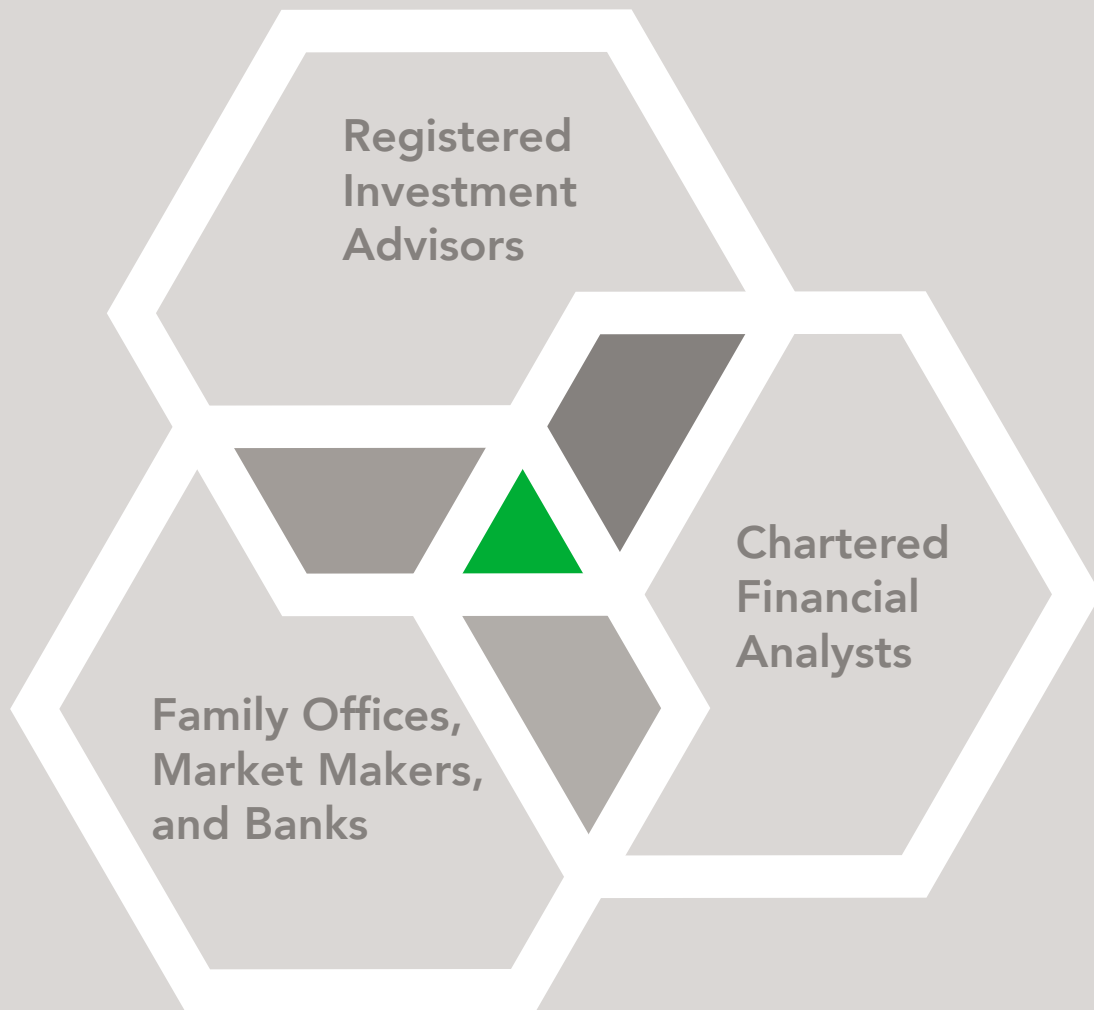 Registered
Investment
Advisors
Chartered
Financial
Analysts
Family Offices,
Market Makers,
and Banks